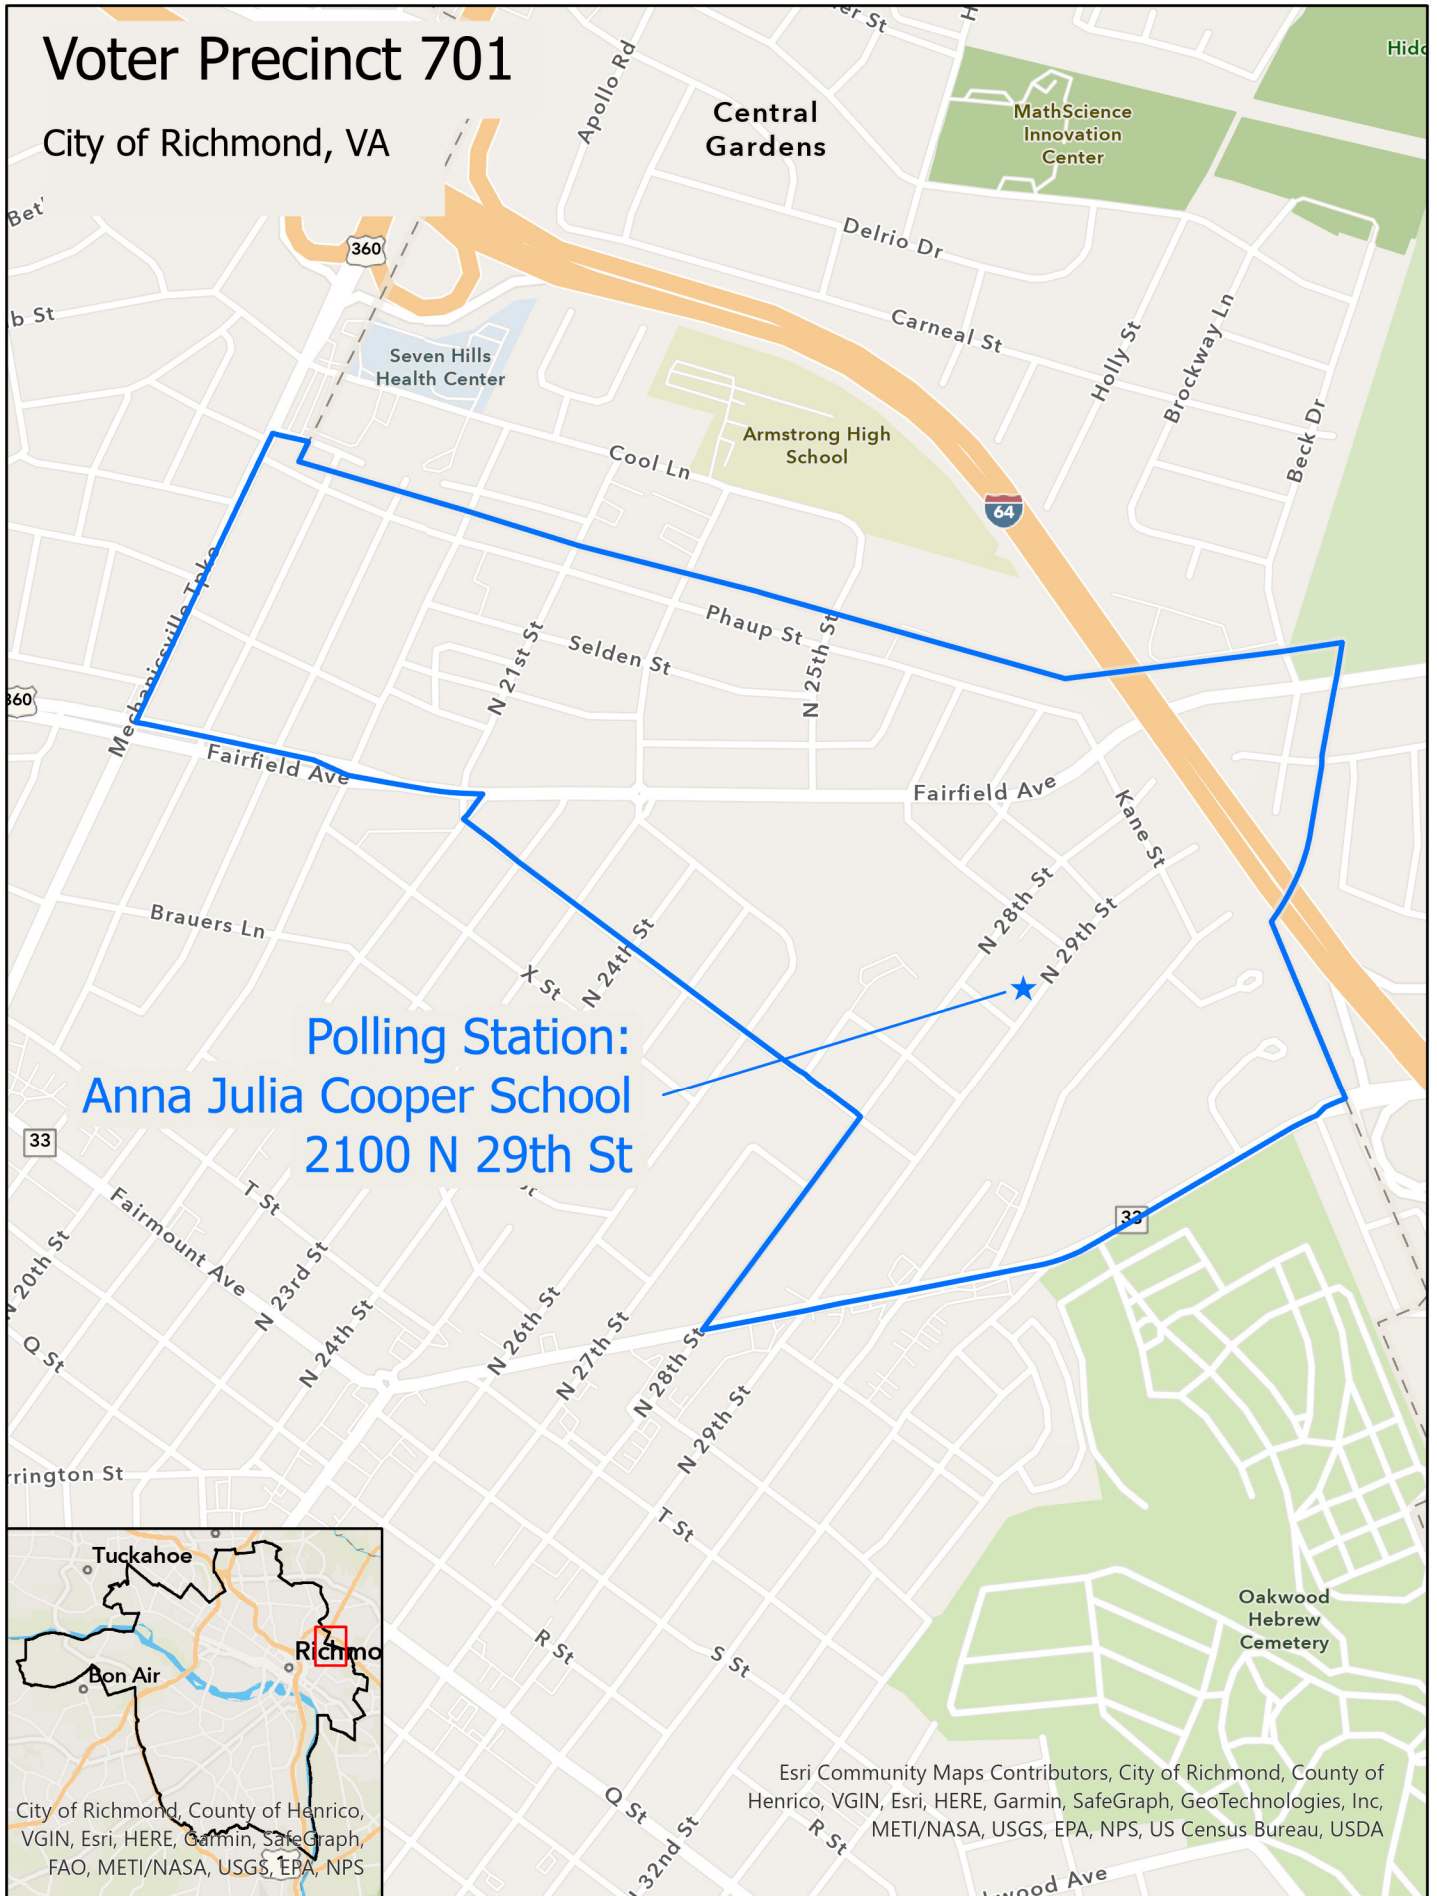 Voter Precinct 701
City of Richmond, VA
Apollo Rd
Central
Gardens
MathScience
Innovation
Center
Delrio Dr
360
Carneal St
Holly St
Brockway Ln
Beck Dr
Seven Hills
Health Center
Armstrong High
School
Cool Ln
64
Mechanicsville Tpke
Phaup St
Selden St
N 21st St
N 25th St
360
Fairfield Ave
Fairfield Ave
Kane St
N 28th St
N 29th St
Brauers Ln
X St
N 24th St
Polling Station:
Anna Julia Cooper School
2100 N 29th St
33
T St
Fairmount Ave
33
N 20th St
N 23rd St
N 24th St
N 26th St
N 27th St
N 28th St
N 29th St
Q St
T St
Tuckahoe
Richmo
Bon Air
1
R St
S St
Oakwood
Hebrew
Cemetery
Q St
R St
N 32nd St
City of Richmond, County of Henrico,
VGIN, Esri, HERE, Garmin, SafeGraph,
FAO, METI/NASA, USGS, EPA, NPS
Esri Community Maps Contributors, City of Richmond, County of
Henrico, VGIN, Esri, HERE, Garmin, SafeGraph, GeoTechnologies, Inc,
METI/NASA, USGS, EPA, NPS, US Census Bureau, USDA